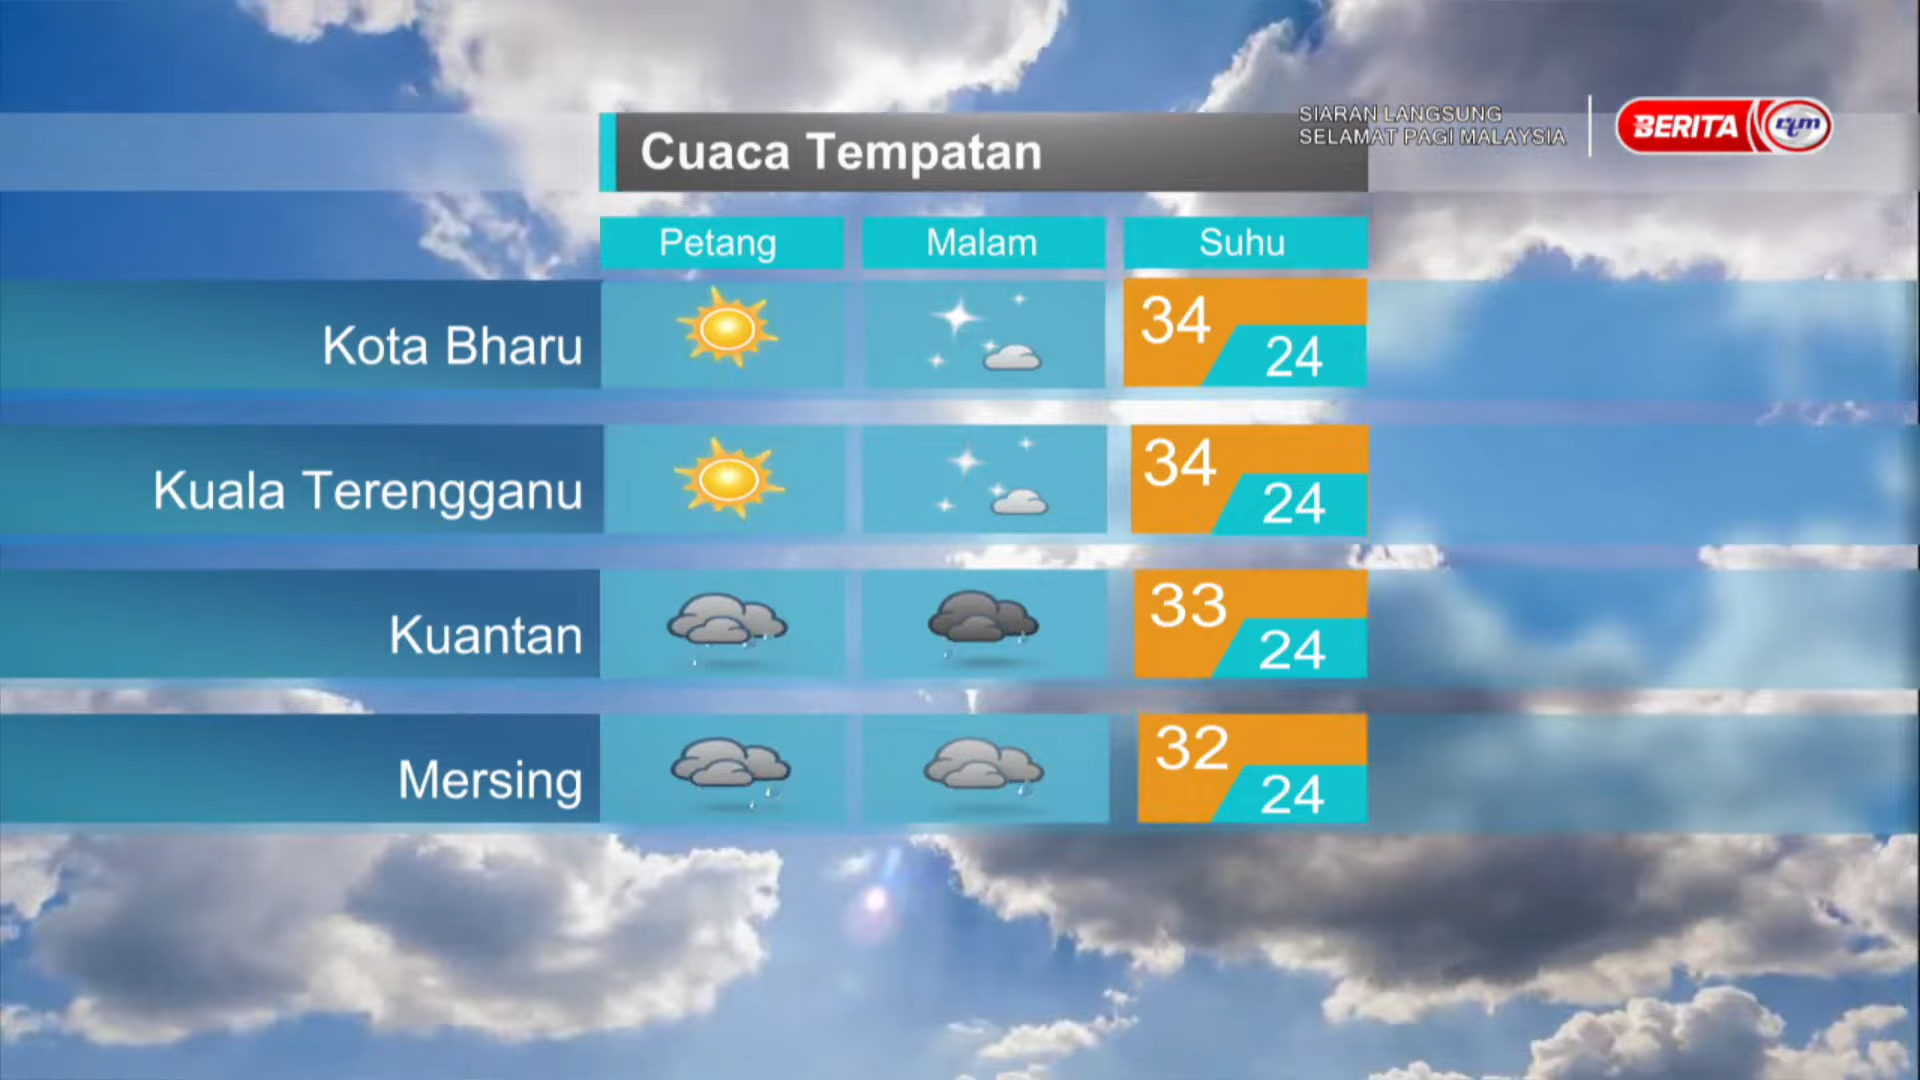 SIARAN LANGSUNG
SELAMAT PAGI MALAYSIA
BERITA rtm
Cuaca Tempatan
Petang Malam Suhu
Kota Bharu 34 24
Kuala Terengganu 34 24
Kuantan 33 24
Mersing 32 24